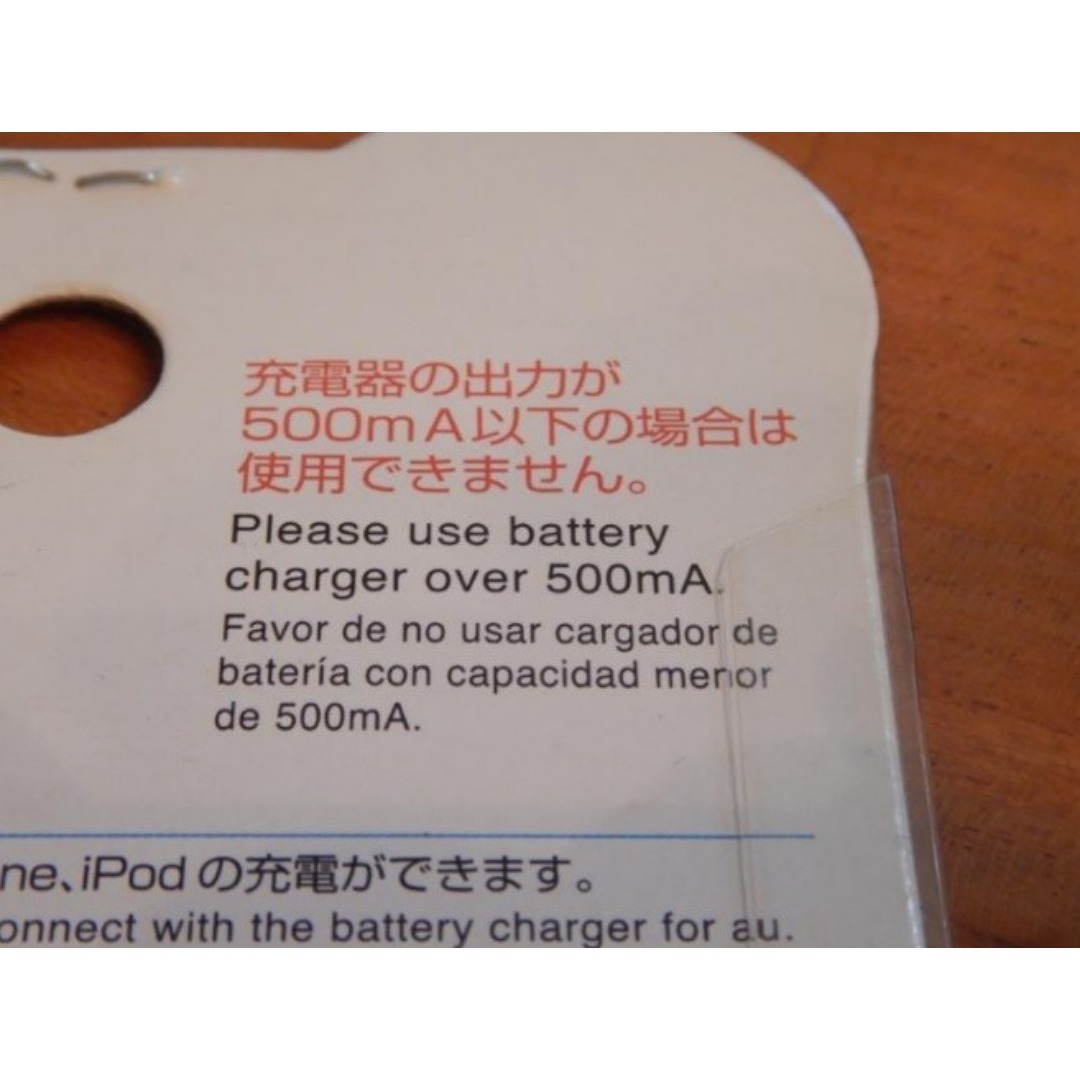 充電器の出力が
500mA以下の場合は
使用できません。
Please use battery
charger over 500mA.
Favor de no usar cargador de
batería con capacidad menor
de 500mA.
ne、iPodの充電ができます。
onnect with the battery charger for au.